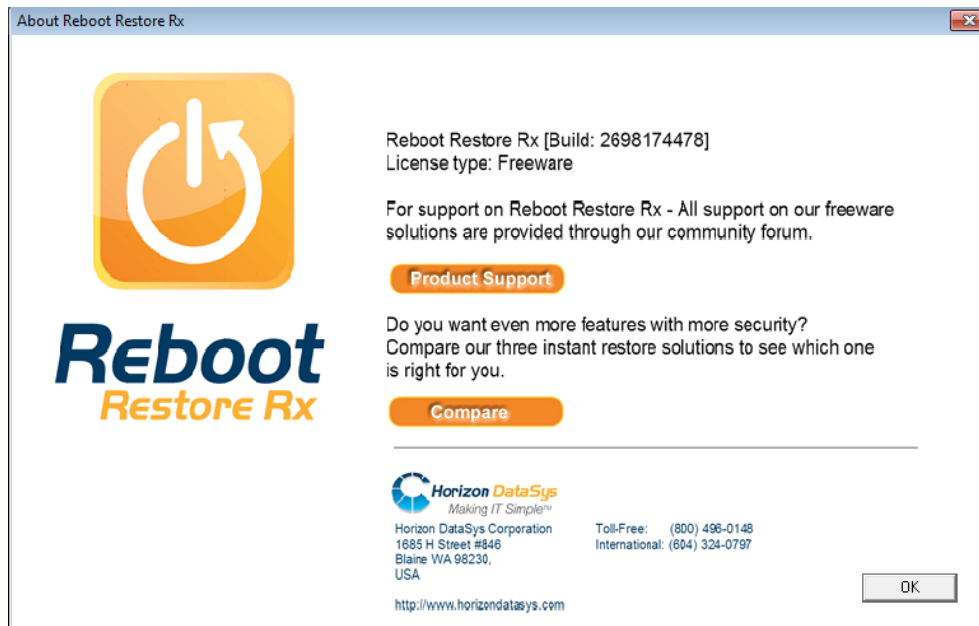 About Reboot Restore Rx
Reboot
Restore Rx
Reboot Restore Rx [Build: 2698174478]
License type: Freeware
For support on Reboot Restore Rx - All support on our freeware
solutions are provided through our community forum.
Product Support
Do you want even more features with more security?
Compare our three instant restore solutions to see which one
is right for you.
Compare
Horizon DataSys
Making IT Simple℠
Horizon DataSys Corporation
1685 H Street #846
Blaine WA 98230,
USA
http://www.horizondatasys.com
Toll-Free: (800) 496-0148
International: (604) 324-0797
OK